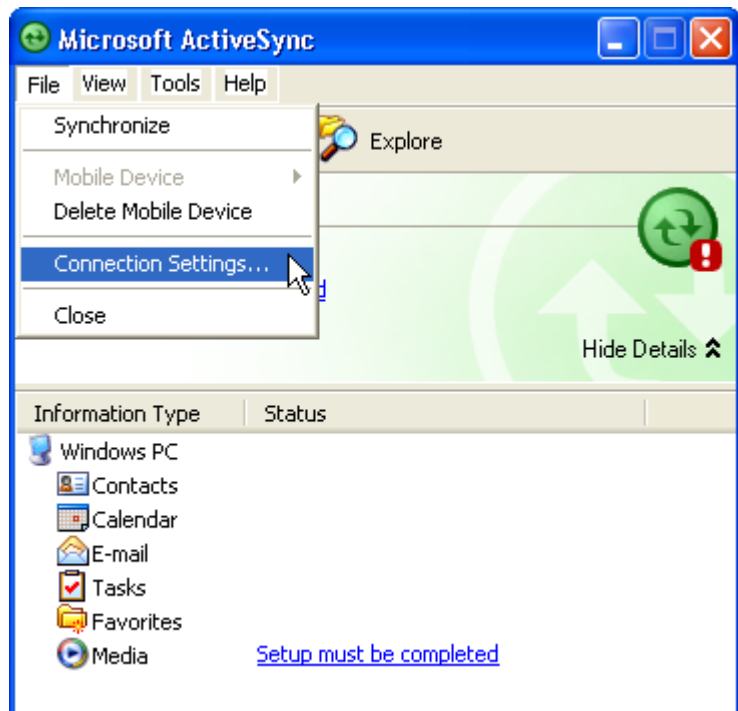 Microsoft ActiveSync
File View Tools Help
Synchronize
Explore
Mobile Device
Delete Mobile Device
Connection Settings...
Close
Hide Details
Information Type Status
Windows PC
Contacts
Calendar
E-mail
Tasks
Favorites
Media Setup must be completed